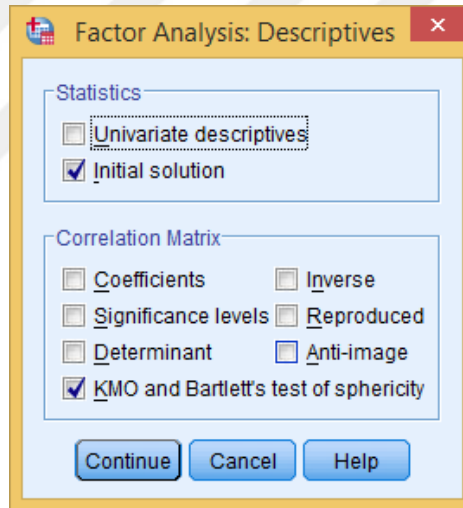 Factor Analysis: Descriptives
Statistics
Univariate descriptives
Initial solution
Correlation Matrix
Coefficients Inverse
Significance levels Reproduced
Determinant Anti-image
KMO and Bartlett's test of sphericity
Continue Cancel Help